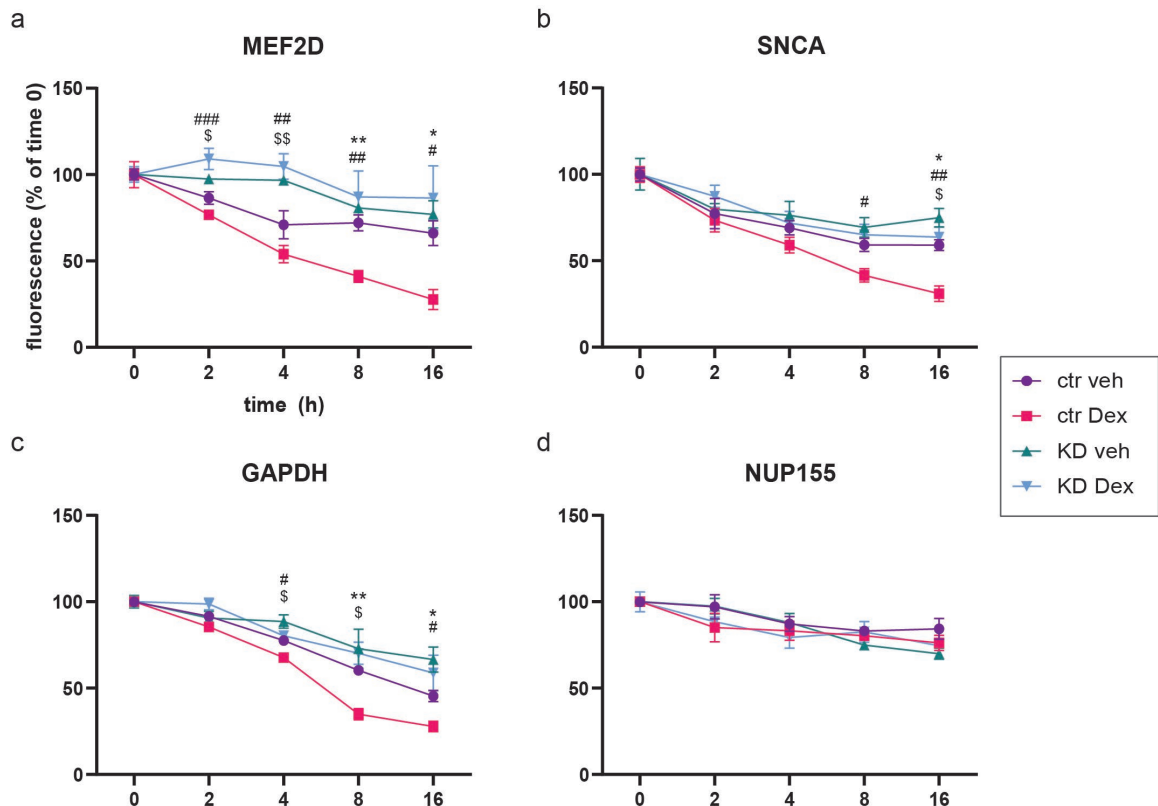 a
MEF2D
fluorescence (% of time 0)
150
100
50
0
###
$
##
$$
**
##
*
#
0 2 4 8 16
time (h)
b
SNCA
150
100
50
0
#
*
##
$
0 2 4 8 16
ctr veh
ctr Dex
KD veh
KD Dex
c
GAPDH
150
100
50
0
#
$
**
$
*
#
0 2 4 8 16
d
NUP155
150
100
50
0
0 2 4 8 16